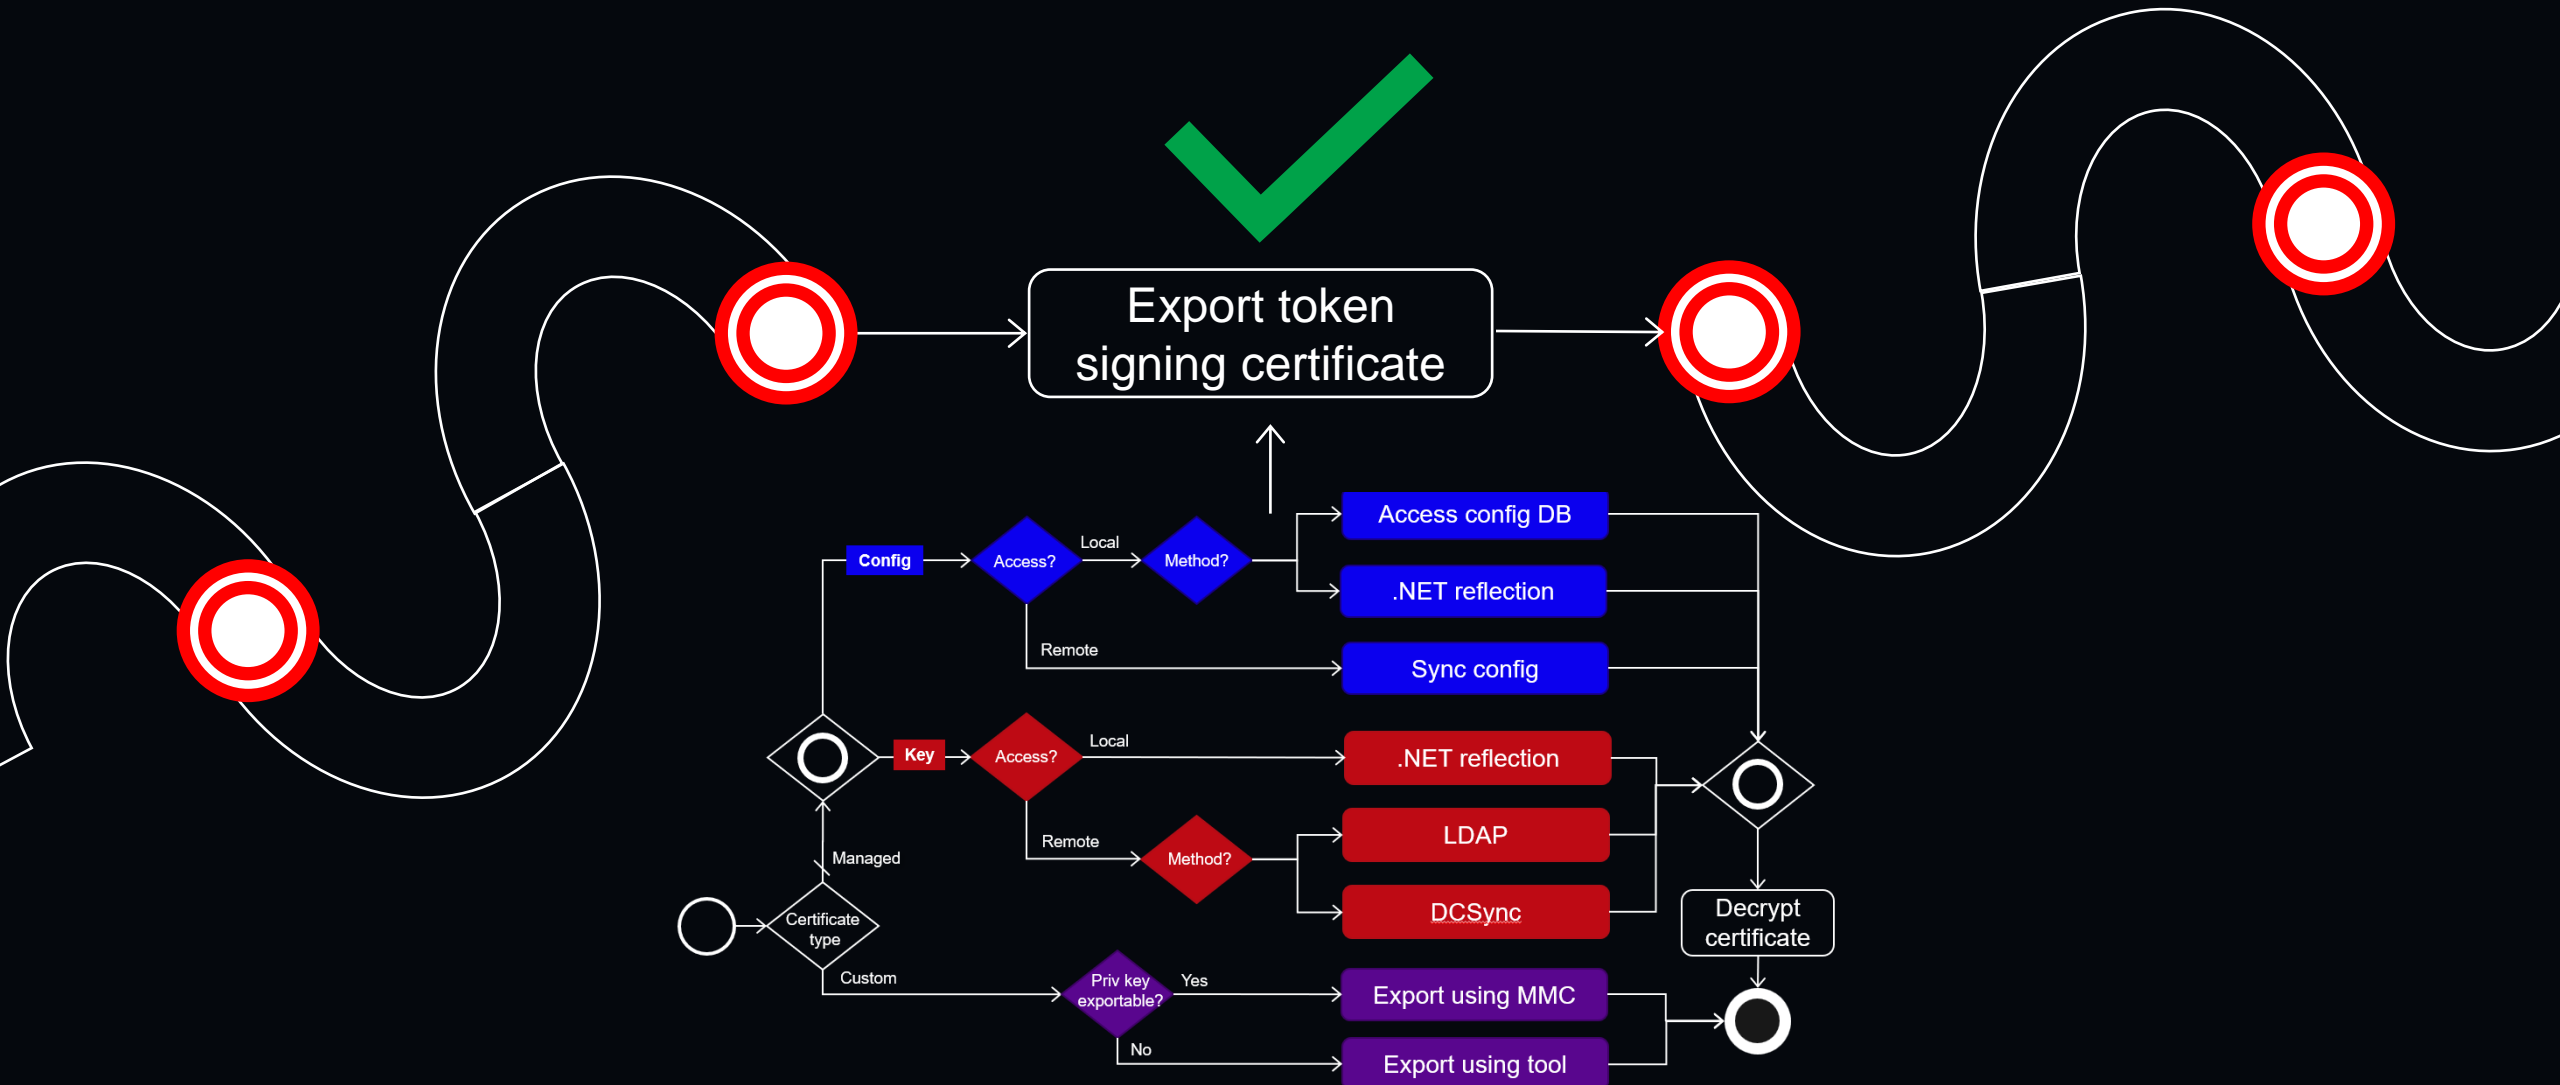 Export token
signing certificate
Access config DB
Local
Config
Access?
Method?
.NET reflection
Remote
Sync config
Local
Key
Access?
.NET reflection
Remote
LDAP
Managed
Method?
DCSync
Certificate
type
Decrypt
certificate
Custom
Priv key
exportable?
Yes
Export using MMC
No
Export using tool